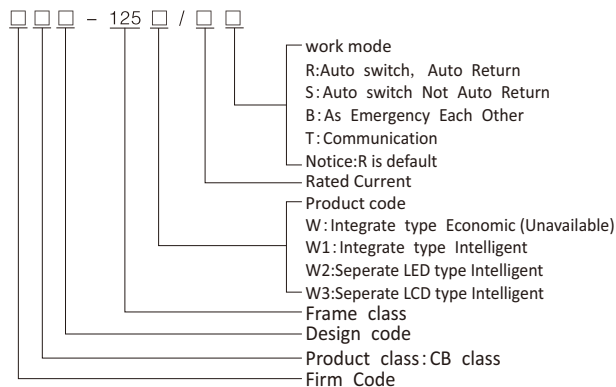 □ □ □ - 125 □ / □ □
work mode
R:Auto switch, Auto Return
S:Auto switch Not Auto Return
B:As Emergency Each Other
T:Communication
Notice:R is default
Rated Current
Product code
W:Integrate type Economic (Unavailable)
W1:Integrate type Intelligent
W2:Seperate LED type Intelligent
W3:Seperate LCD type Intelligent
Frame class
Design code
Product class:CB class
Firm Code